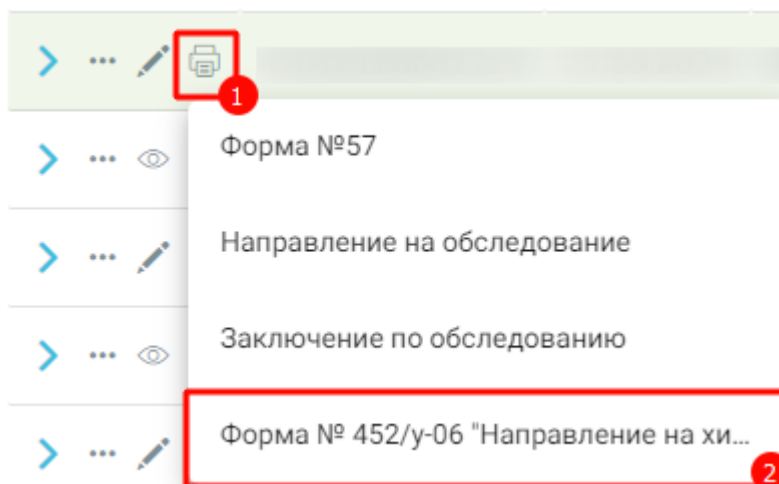 1
Форма №57
Направление на обследование
Заключение по обследованию
Форма № 452/у-06 "Направление на хи...
2